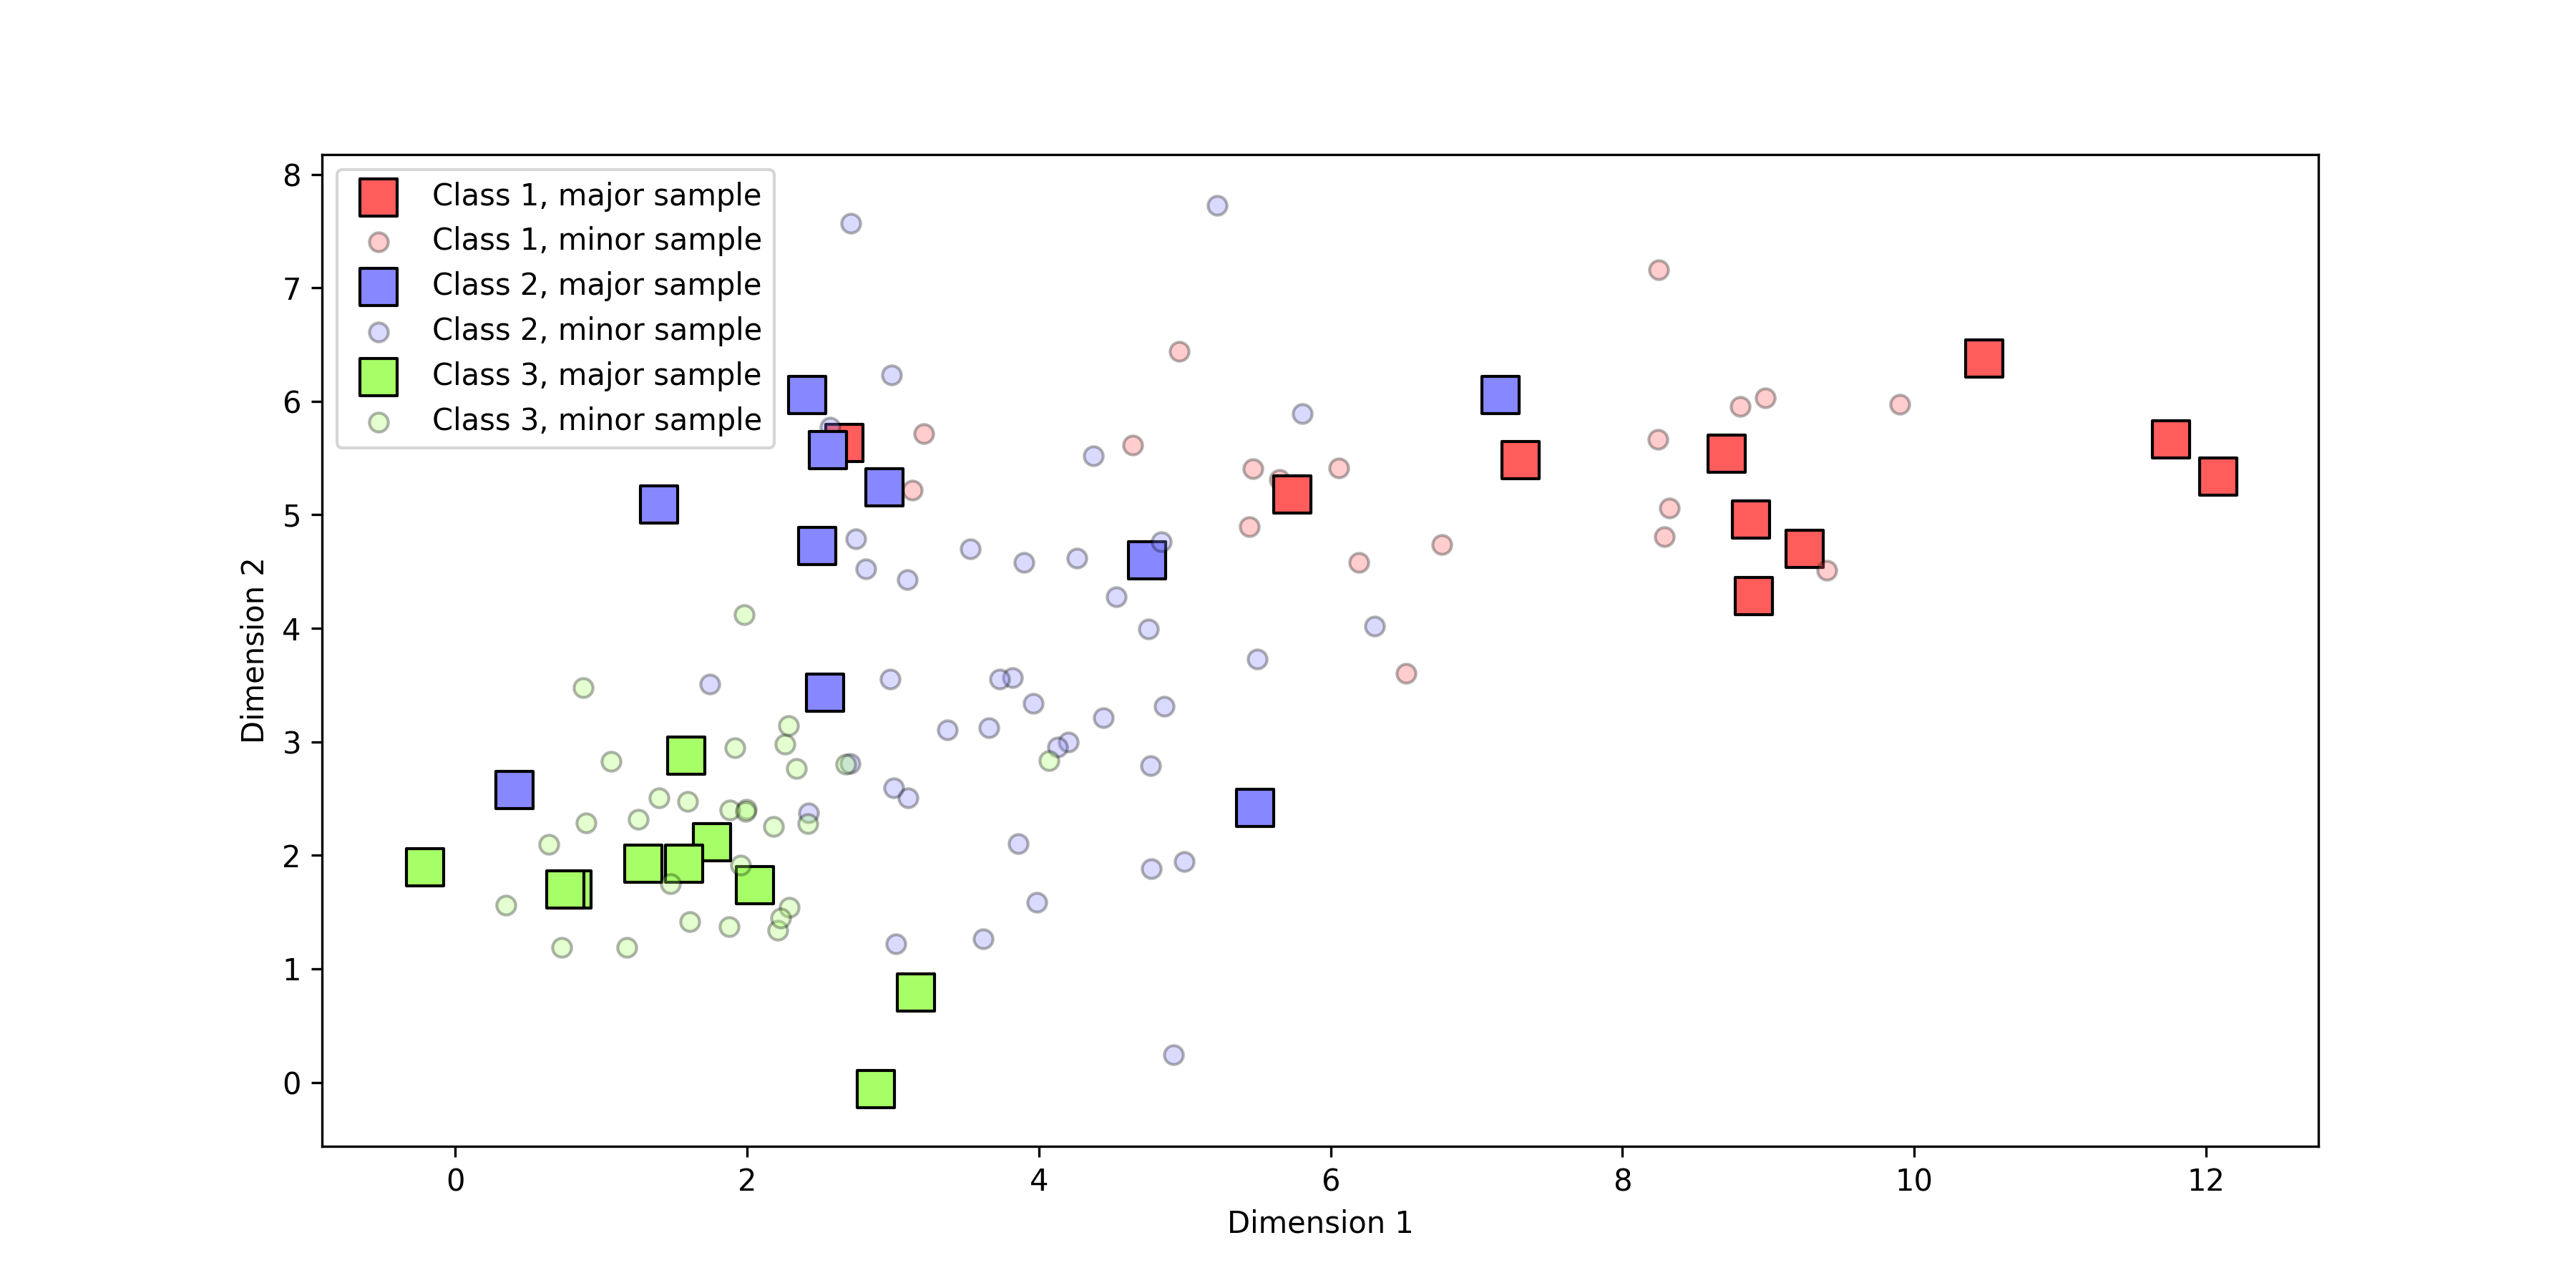 Class 1, major sample
Class 1, minor sample
Class 2, major sample
Class 2, minor sample
Class 3, major sample
Class 3, minor sample
8
7
6
5
4
3
2
1
0
Dimension 2
0 2 4 6 8 10 12
Dimension 1